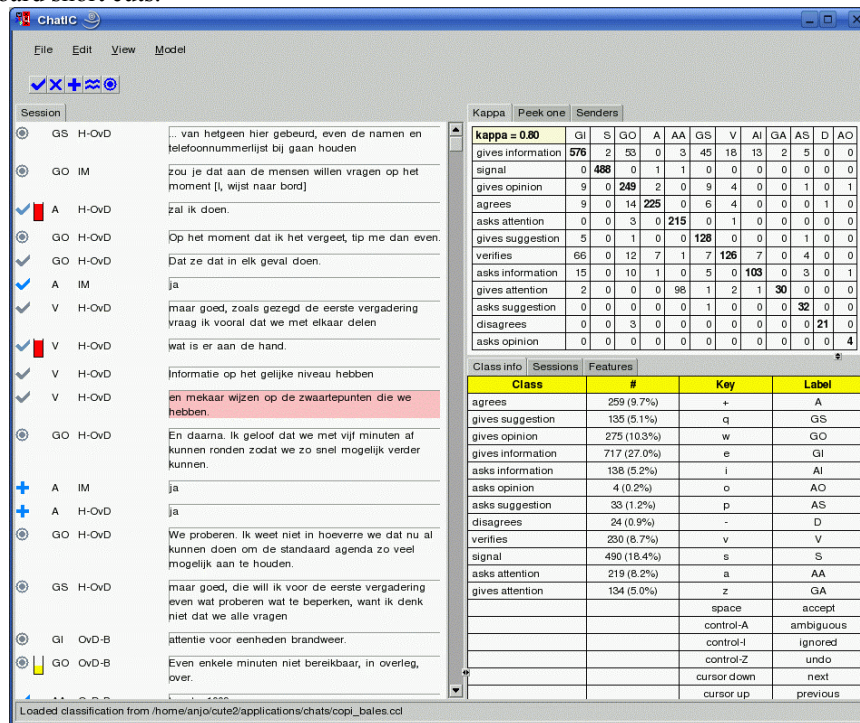 board short cuts.
ChatIC
File Edit View Model
Session
GS H-OvD ... van hetgeen hier gebeurd, even de namen en
telefoonnummerlijst bij gaan houden
GO IM zou je dat aan de mensen willen vragen op het
moment [I, wijst naar bord]
A H-OvD zal ik doen.
GO H-OvD Op het moment dat ik het vergeet, tip me dan even.
GO H-OvD Dat ze dat in elk geval doen.
A IM ja
V H-OvD maar goed, zoals gezegd de eerste vergadering
vraag ik vooral dat we met elkaar delen
V H-OvD wat is er aan de hand.
V H-OvD Informatie op het gelijke niveau hebben
V H-OvD en mekaar wijzen op de zwaartepunten die we
hebben.
GO H-OvD En daarna. Ik geloof dat we met vijf minuten af
kunnen ronden zodat we zo snel mogelijk verder
kunnen.
A IM ja
A H-OvD ja
GO H-OvD We proberen. Ik weet niet in hoeverre we dat nu al
kunnen doen om de standaard agenda zo veel
mogelijk aan te houden.
GS H-OvD maar goed, die will ik voor de eerste vergadering
even wat proberen wat te beperken, want ik denk
niet dat we alle vragen
GI OvD-B attentie voor eenheden brandweer.
GO OvD-B Even enkele minuten niet bereikbaar, in overleg,
over.
Kappa Peek one Senders
kappa = 0.80 GI S GO A AA GS V AI GA AS D AO
gives information 576 2 53 0 3 45 18 13 2 5 0 0
signal 0 488 0 1 1 0 0 0 0 0 0 0
gives opinion 9 0 249 2 0 9 4 0 0 1 0 1
agrees 9 0 14 225 0 6 4 0 0 0 1 0
asks attention 0 0 3 0 215 0 1 0 0 0 0 0
gives suggestion 5 0 1 0 0 128 0 0 0 1 0 0
verifies 66 0 12 7 1 7 126 7 0 4 0 0
asks information 15 0 10 1 0 5 0 103 0 3 0 1
gives attention 2 0 0 0 98 1 2 1 30 0 0 0
asks suggestion 0 0 0 0 0 1 0 0 0 32 0 0
disagrees 0 0 3 0 0 0 0 0 0 0 21 0
asks opinion 0 0 0 0 0 0 0 0 0 0 0 4
Class info Sessions Features
Class # Key Label
agrees 259 (9.7%) + A
gives suggestion 135 (5.1%) q GS
gives opinion 275 (10.3%) w GO
gives information 717 (27.0%) e GI
asks information 138 (5.2%) i AI
asks opinion 4 (0.2%) o AO
asks suggestion 33 (1.2%) p AS
disagrees 24 (0.9%) - D
verifies 230 (8.7%) v V
signal 490 (18.4%) s S
asks attention 219 (8.2%) a AA
gives attention 134 (5.0%) z GA
space accept
control-A ambiguous
control-I ignored
control-Z undo
cursor down next
cursor up previous
Loaded classification from /home/anjo/cute2/applications/chats/copi_bales.ccl